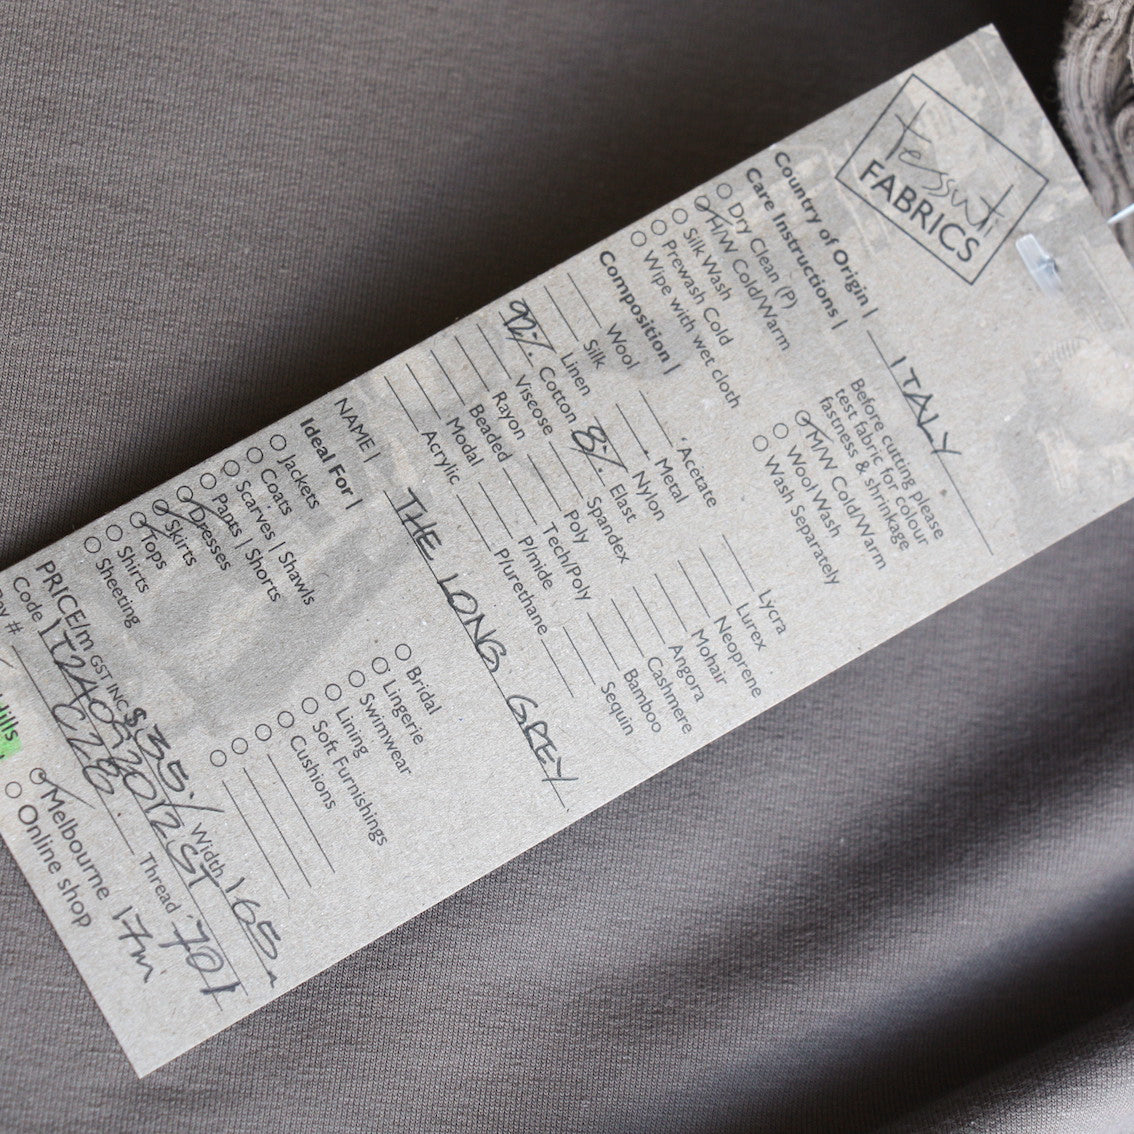 Tessuti
FABRICS
Country of Origin | ITALY
Care Instructions |
Dry Clean (P)
H/W Cold/Warm
Silk Wash
Prewash Cold
Wipe with wet cloth
Before cutting please
test fabric for colour
fastness & shrinkage
M/W Cold/Warm
Wool Wash
Wash Separately
Composition |
Wool
Silk
Linen
92% Cotton
Viscose
Rayon
Beaded
Modal
Acrylic
Acetate
Metal
Nylon
8% Elast
Spandex
Poly
Tech/Poly
P/mide
P/urethane
Lycra
Lurex
Neoprene
Mohair
Angora
Cashmere
Bamboo
Sequin
NAME | THE LONG GREY
Ideal For |
Jackets
Coats
Scarves | Shawls
Pants | Shorts
Dresses
Skirts
Tops
Shirts
Sheeting
Bridal
Lingerie
Swimwear
Lining
Soft Furnishings
Cushions
PRICE/m GST INC $35./ Width 1.65m
Code Thread 701
C28
Melbourne 17m
Online shop